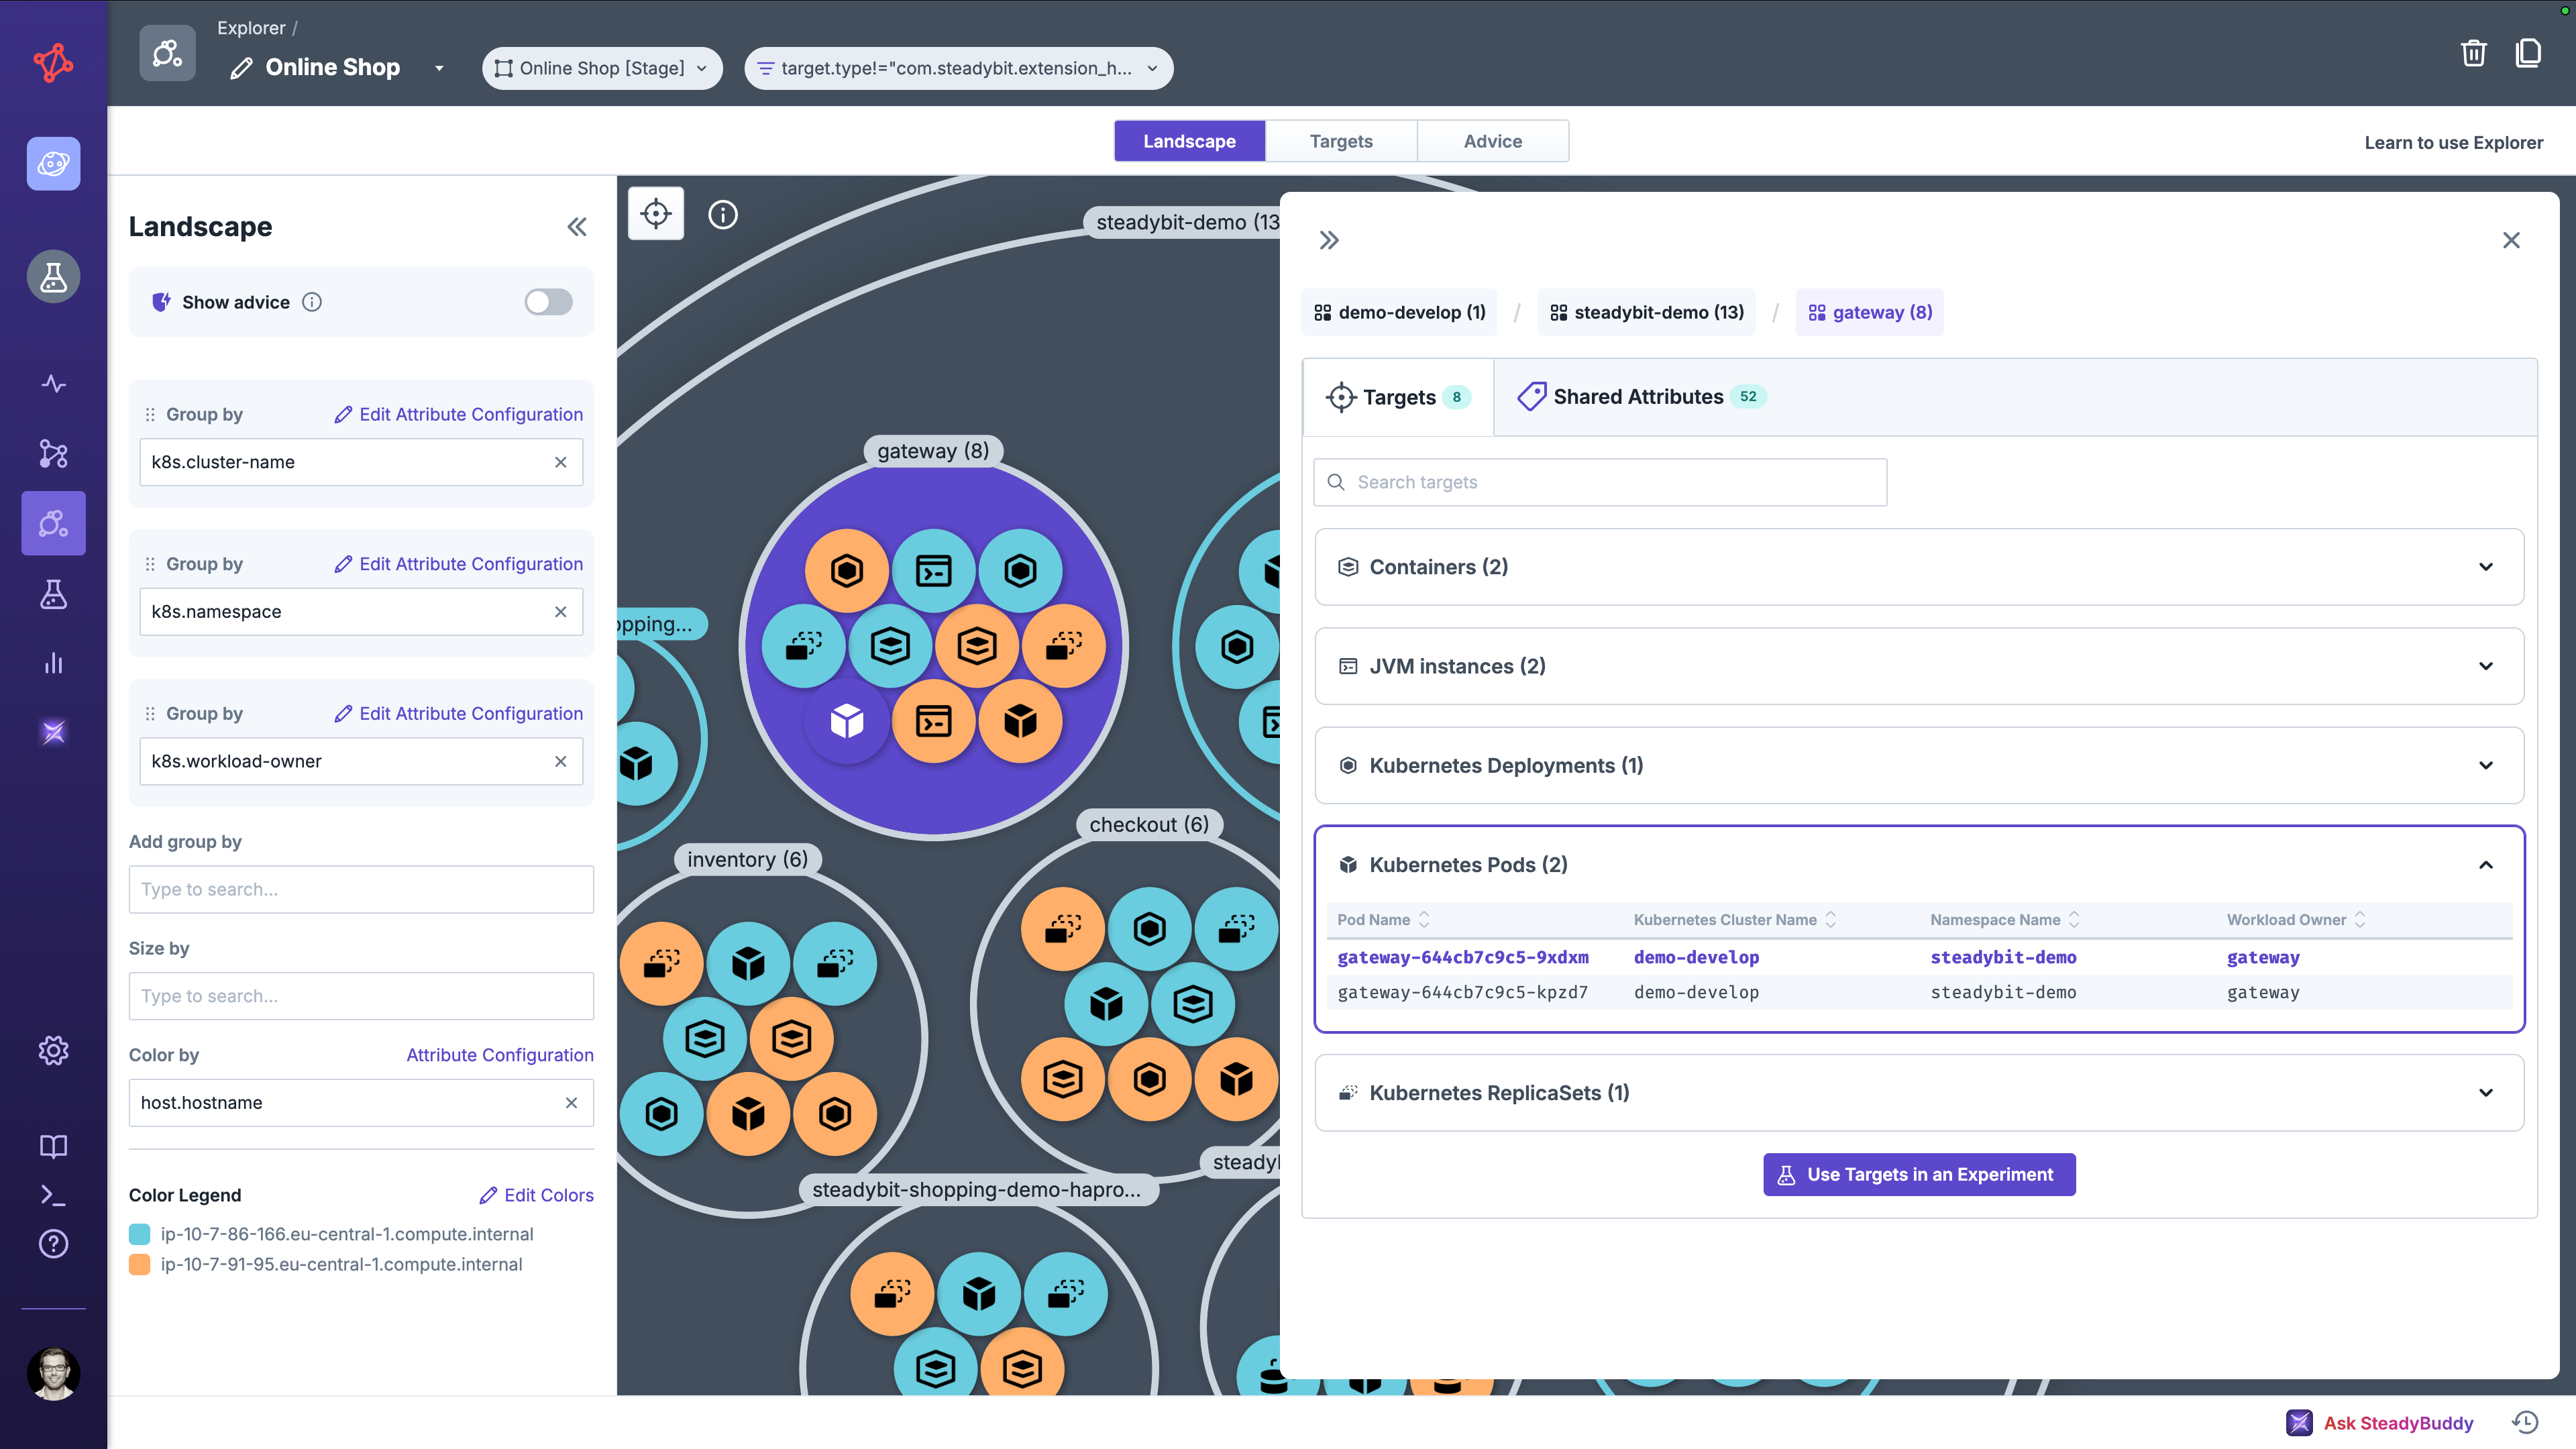 Explorer /
Online Shop
Online Shop [Stage]
target.type!="com.steadybit.extension_h...
Landscape
Targets
Advice
Learn to use Explorer
Landscape
Show advice
Group by
Edit Attribute Configuration
k8s.cluster-name
Group by
Edit Attribute Configuration
k8s.namespace
Group by
Edit Attribute Configuration
k8s.workload-owner
Add group by
Type to search...
Size by
Type to search...
Color by
Attribute Configuration
host.hostname
Color Legend
Edit Colors
ip-10-7-86-166.eu-central-1.compute.internal
ip-10-7-91-95.eu-central-1.compute.internal
steadybit-demo (13
gateway (8)
opping...
checkout (6)
inventory (6)
steadyl
steadybit-shopping-demo-hapro...
demo-develop (1)
/
steadybit-demo (13)
/
gateway (8)
Targets 8
Shared Attributes 52
Search targets
Containers (2)
JVM instances (2)
Kubernetes Deployments (1)
Kubernetes Pods (2)
Pod Name Kubernetes Cluster Name Namespace Name Workload Owner
gateway-644cb7c9c5-9xdxm demo-develop steadybit-demo gateway
gateway-644cb7c9c5-kpzd7 demo-develop steadybit-demo gateway
Kubernetes ReplicaSets (1)
Use Targets in an Experiment
Ask SteadyBuddy